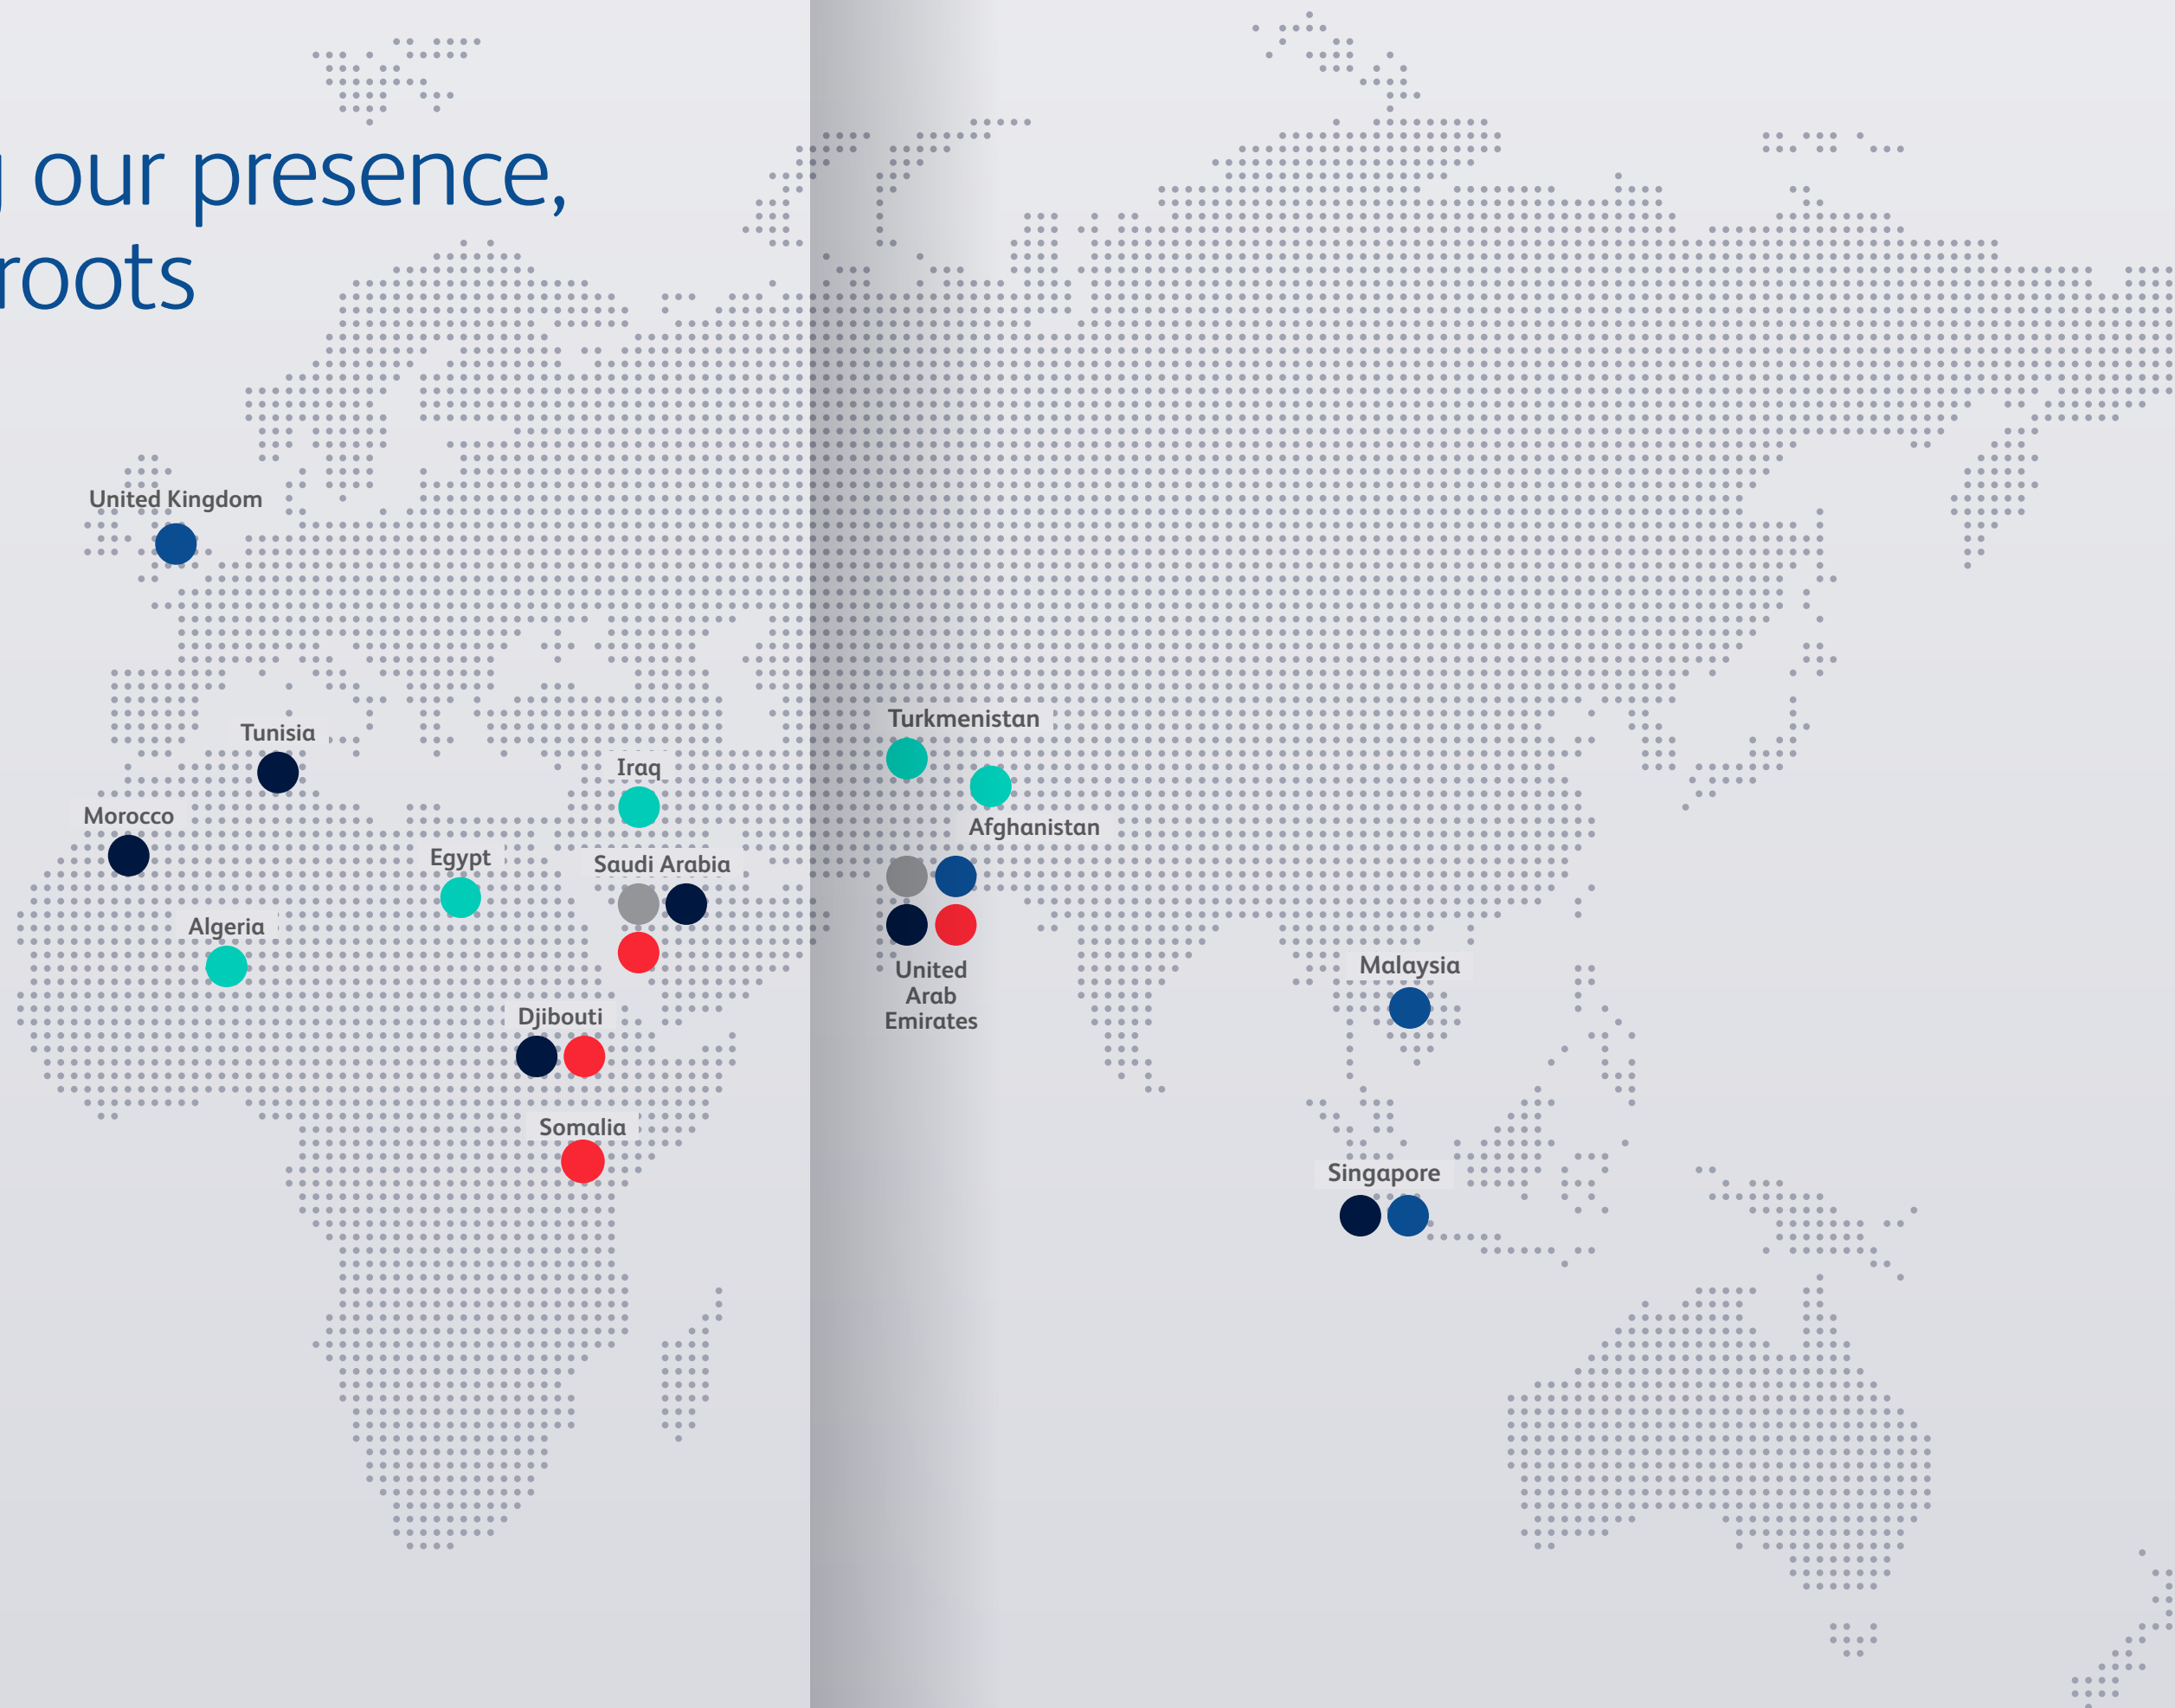 our presence,
roots
United Kingdom
Tunisia
Turkmenistan
Iraq
Morocco
Afghanistan
Egypt
Saudi Arabia
Algeria
Malaysia
United
Arab
Emirates
Djibouti
Somalia
Singapore